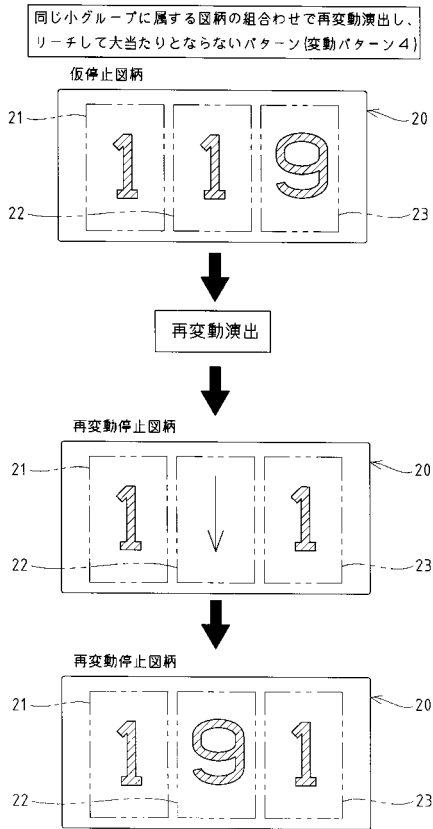 同じ小グループに属する図柄の組合わせで再変動演出し、
リーチして大当たりとならないパターン(変動パターン4)
仮停止図柄
21
20
1 1 9
22
23
再変動演出
再変動停止図柄
21
20
1 1
22
23
再変動停止図柄
21
20
1 9 1
22
23